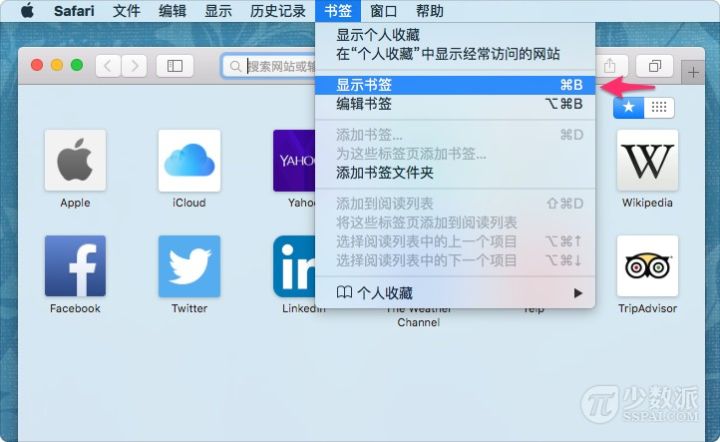 Safari 文件 编辑 显示 历史记录 书签 窗口 帮助
显示个人收藏
在“个人收藏”中显示经常访问的网站
搜索网站或输
显示书签 ⌘B
编辑书签 ⌥⌘B
添加书签... ⌘D
为这些标签页添加书签...
添加书签文件夹
添加到阅读列表 ⇧⌘D
将这些标签页添加到阅读列表
选择阅读列表中的上一个项目 ⌥⌘↑
选择阅读列表中的下一个项目 ⌥⌘↓
个人收藏 ▶
YAHOO
W
Apple iCloud Yahoo Wikipedia
f in
Facebook Twitter LinkedIn The Weather Channel Yelp TripAdvisor
π 少数派
SSPAI.COM